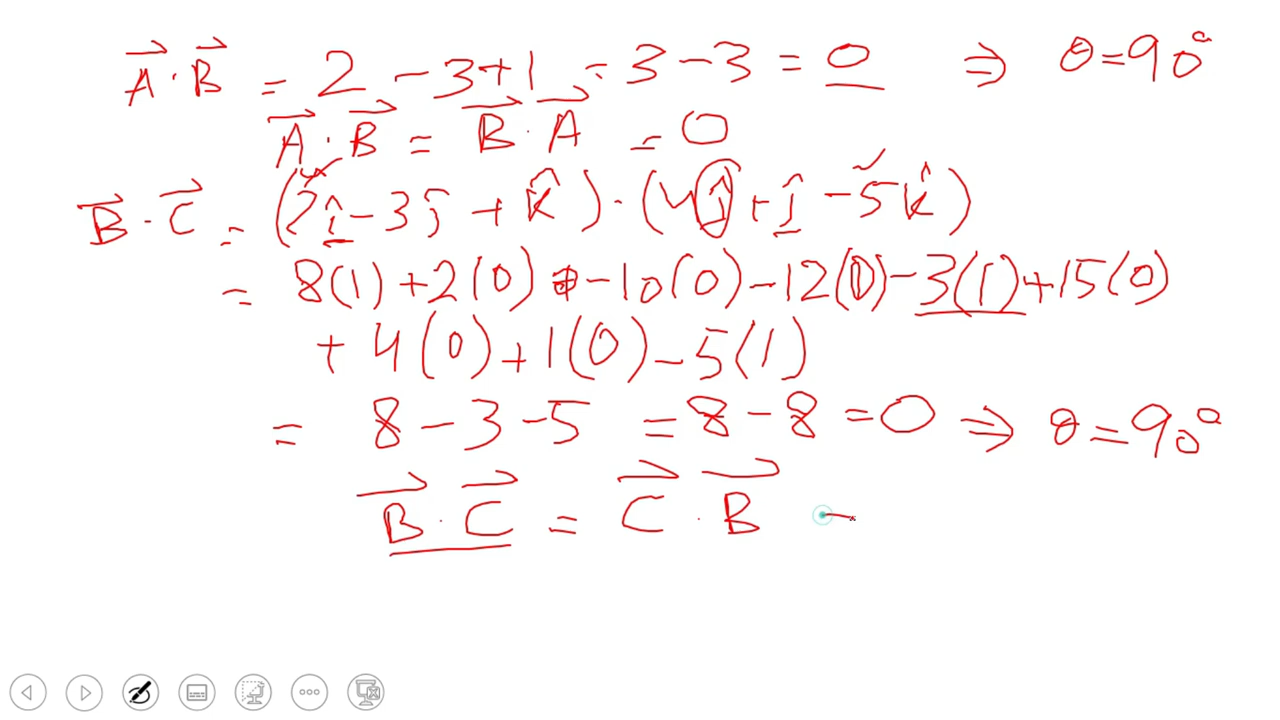 A⃗ · B⃗ = 2 − 3 + 1 = 3 − 3 = 0 ⇒ θ = 90°
A⃗ · B⃗ = B⃗ · A⃗ = 0
B⃗ · C⃗ = (2î − 3ĵ + k̂) · (4î + ĵ − 5k̂)
= 8(1) + 2(0) − 10(0) − 12(0) − 3(1) + 15(0)
+ 4(0) + 1(0) − 5(1)
= 8 − 3 − 5 = 8 − 8 = 0 ⇒ θ = 90°
B⃗ · C⃗ = C⃗ · B⃗ −